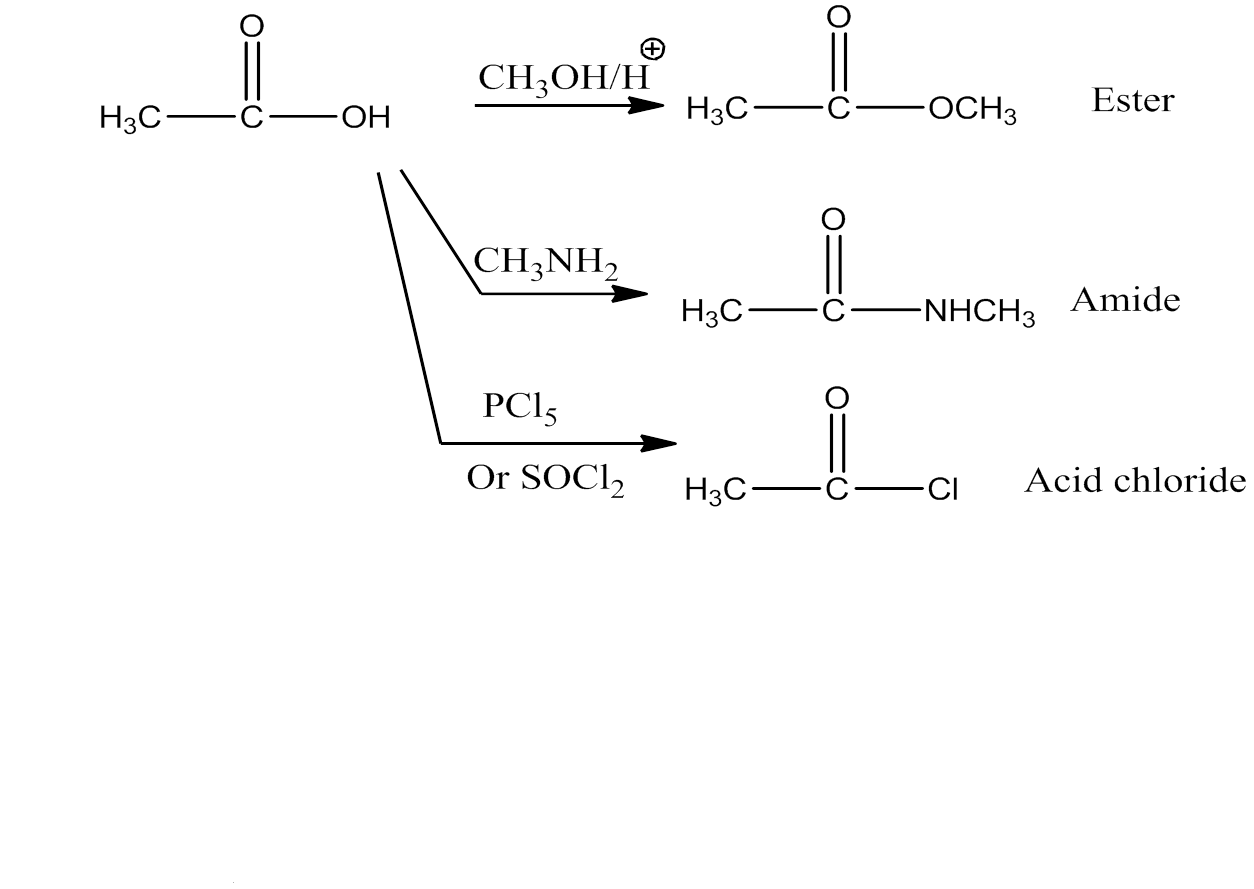 O
H₃C C OH
CH₃OH/H⊕
O
H₃C C OCH₃
Ester
CH₃NH₂
O
H₃C C NHCH₃
Amide
PCl₅
Or SOCl₂
O
H₃C C Cl
Acid chloride